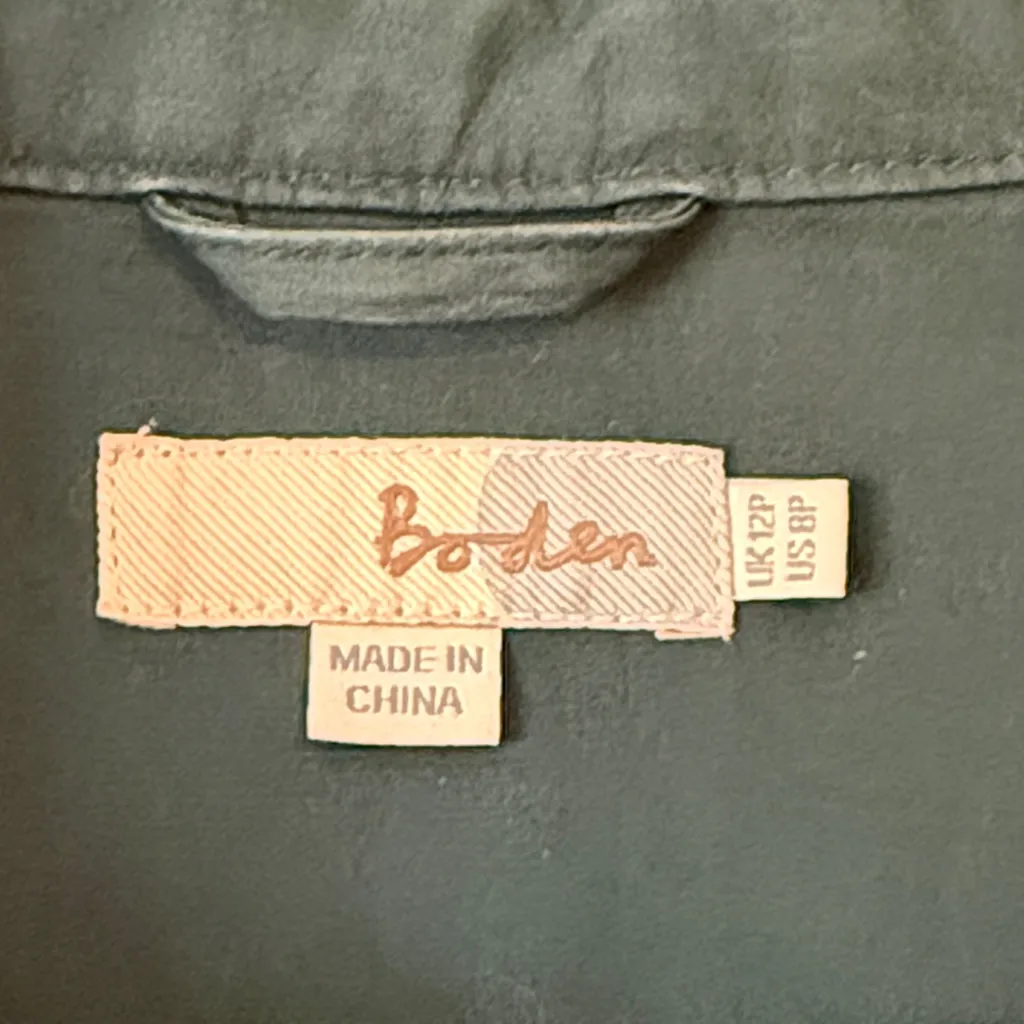 Boden
UK 12P
US 8P
MADE IN
CHINA